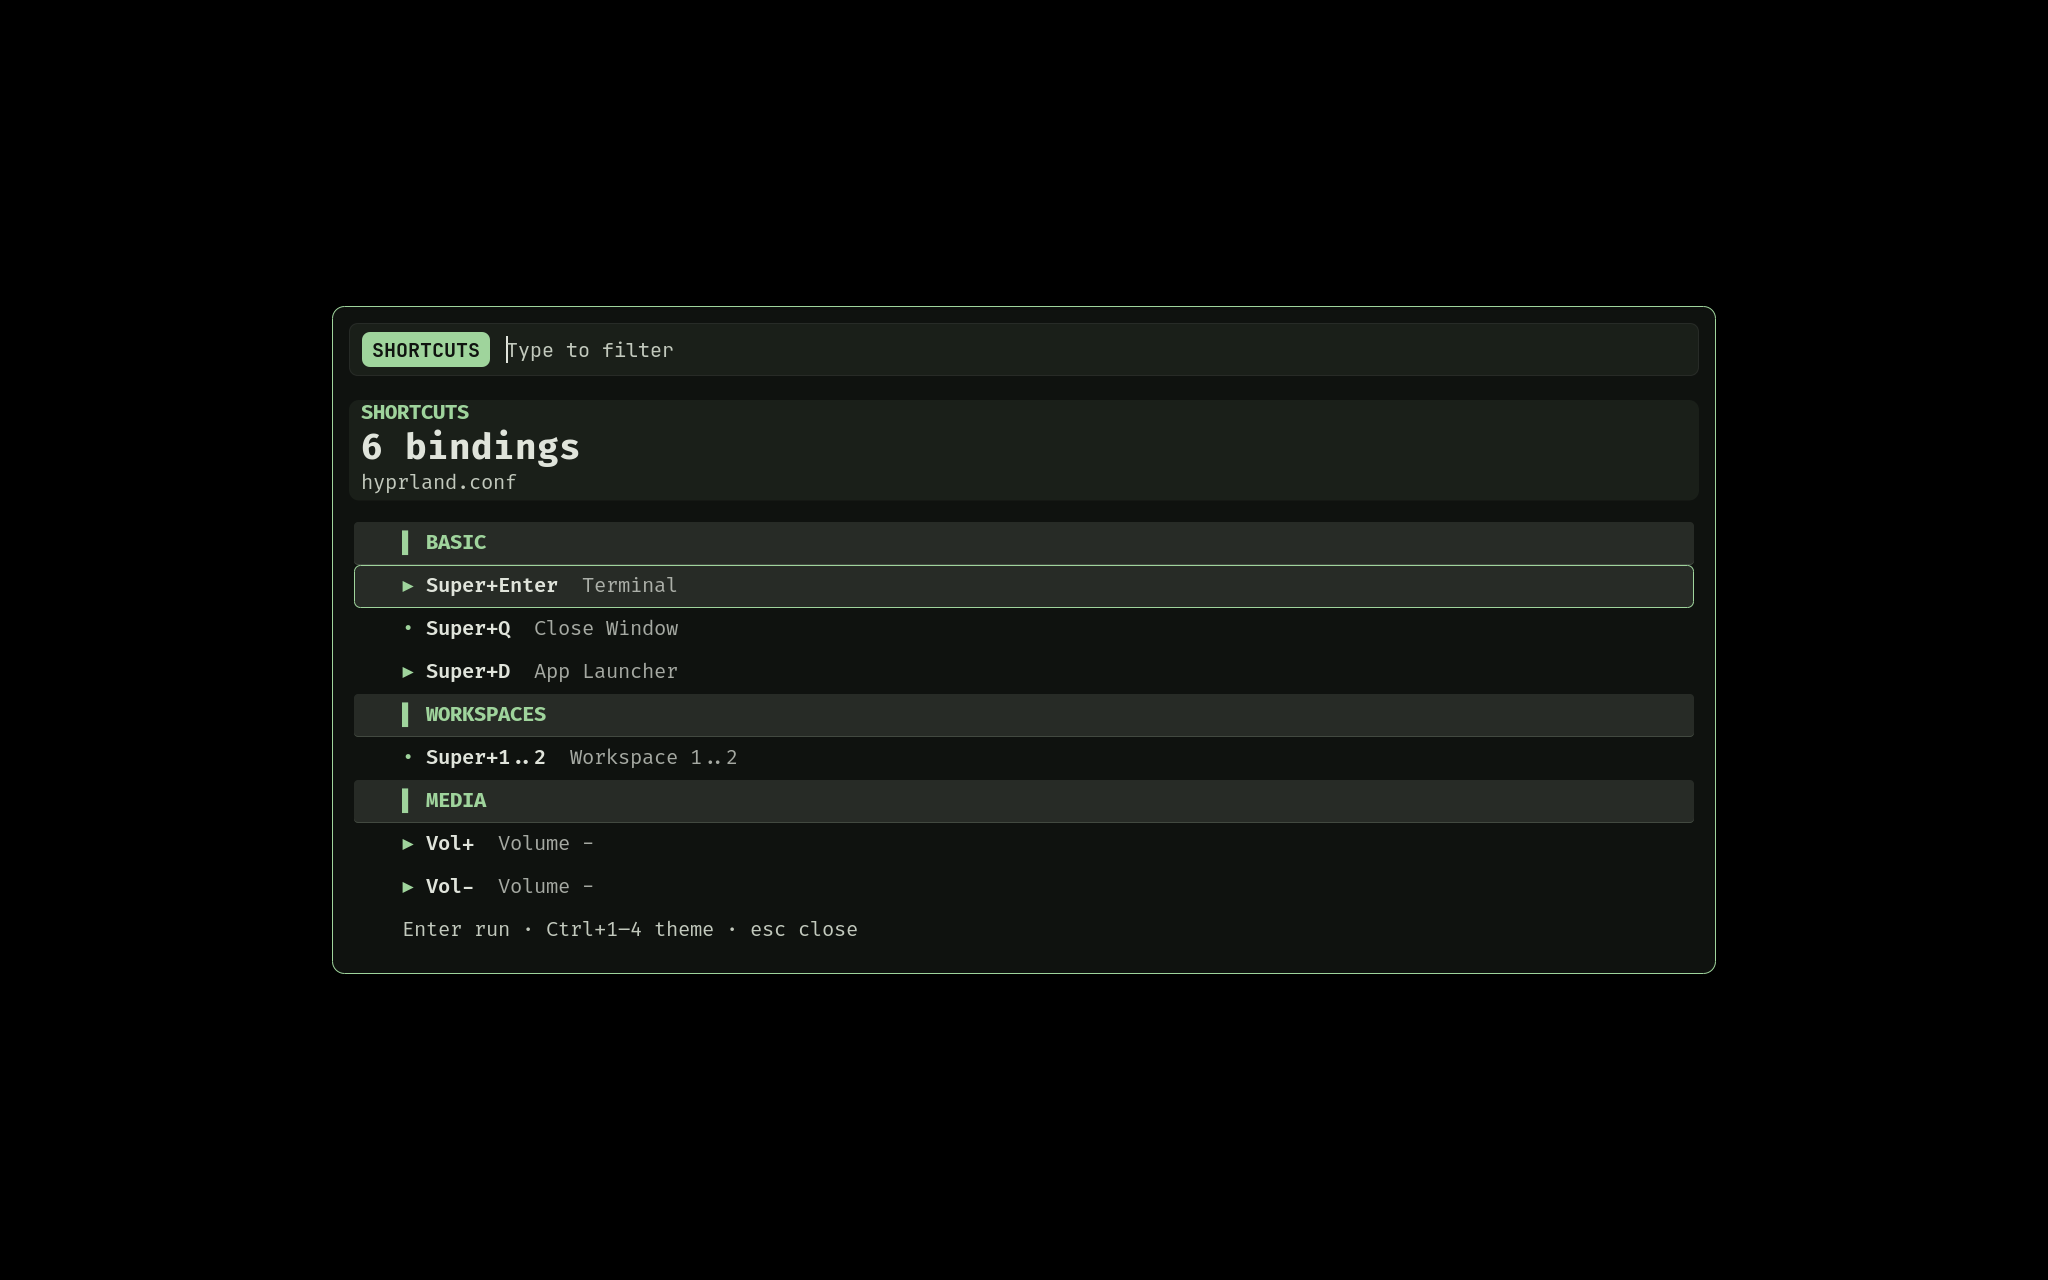 SHORTCUTS Type to filter
SHORTCUTS
6 bindings
hyprland.conf
BASIC
▶ Super+Enter  Terminal
• Super+Q  Close Window
▶ Super+D  App Launcher
WORKSPACES
• Super+1..2  Workspace 1..2
MEDIA
▶ Vol+  Volume -
▶ Vol-  Volume -
Enter run · Ctrl+1–4 theme · esc close